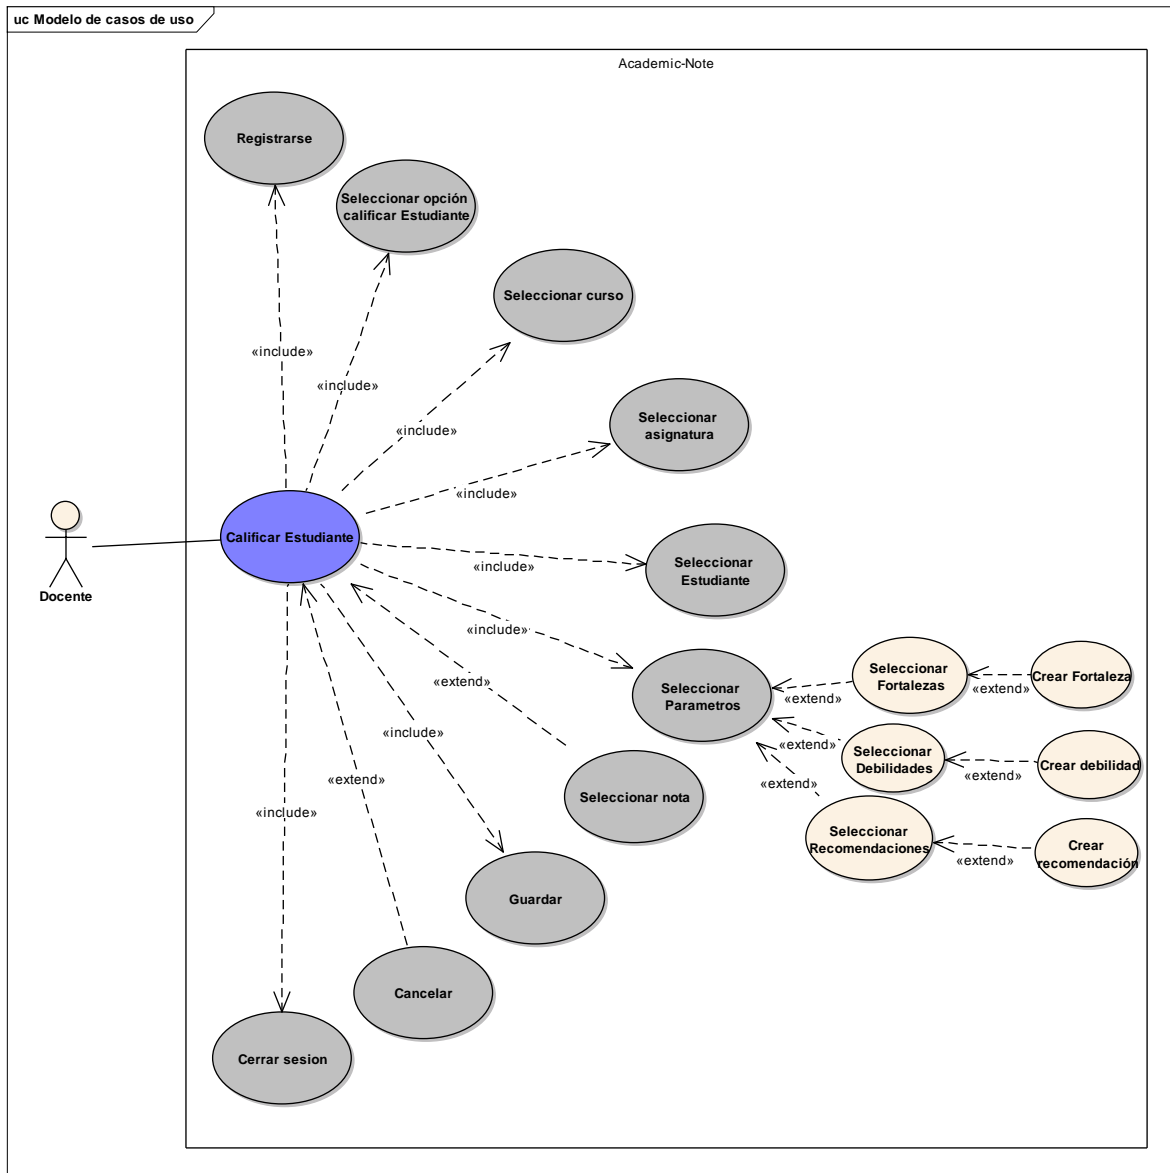 uc Modelo de casos de uso
Academic-Note
Registrarse
Seleccionar opción
calificar Estudiante
Seleccionar curso
«include»
«include»
«include»
Seleccionar
asignatura
«include»
Calificar Estudiante
Docente
«include»
Seleccionar
Estudiante
«include»
Seleccionar
Parametros
«extend»
Seleccionar
Fortalezas
«extend»
Crear Fortaleza
«extend»
«include»
«extend»
Seleccionar
Debilidades
«extend»
Crear debilidad
«extend»
«extend»
Seleccionar nota
«include»
Seleccionar
Recomendaciones
«extend»
Crear
recomendación
Guardar
Cancelar
Cerrar sesion